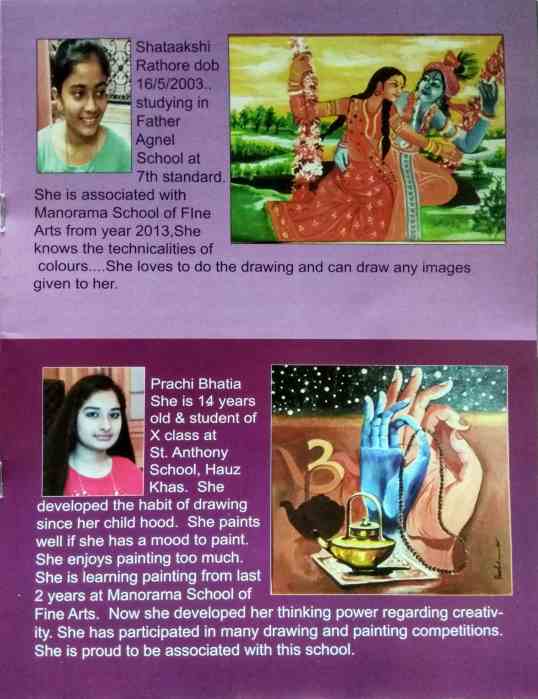 Shataakshi
Rathore dob
16/5/2003..
studying in
Father
Agnel
School at
7th standard.
She is associated with
Manorama School of FIne
Arts from year 2013,She
knows the technicalities of
colours....She loves to do the drawing and can draw any images
given to her.
Prachi Bhatia
She is 14 years
old & student of
X class at
St. Anthony
School, Hauz
Khas. She
developed the habit of drawing
since her child hood. She paints
well if she has a mood to paint.
She enjoys painting too much.
She is learning painting from last
2 years at Manorama School of
Fine Arts. Now she developed her thinking power regarding creativ-
ity. She has participated in many drawing and painting competitions.
She is proud to be associated with this school.